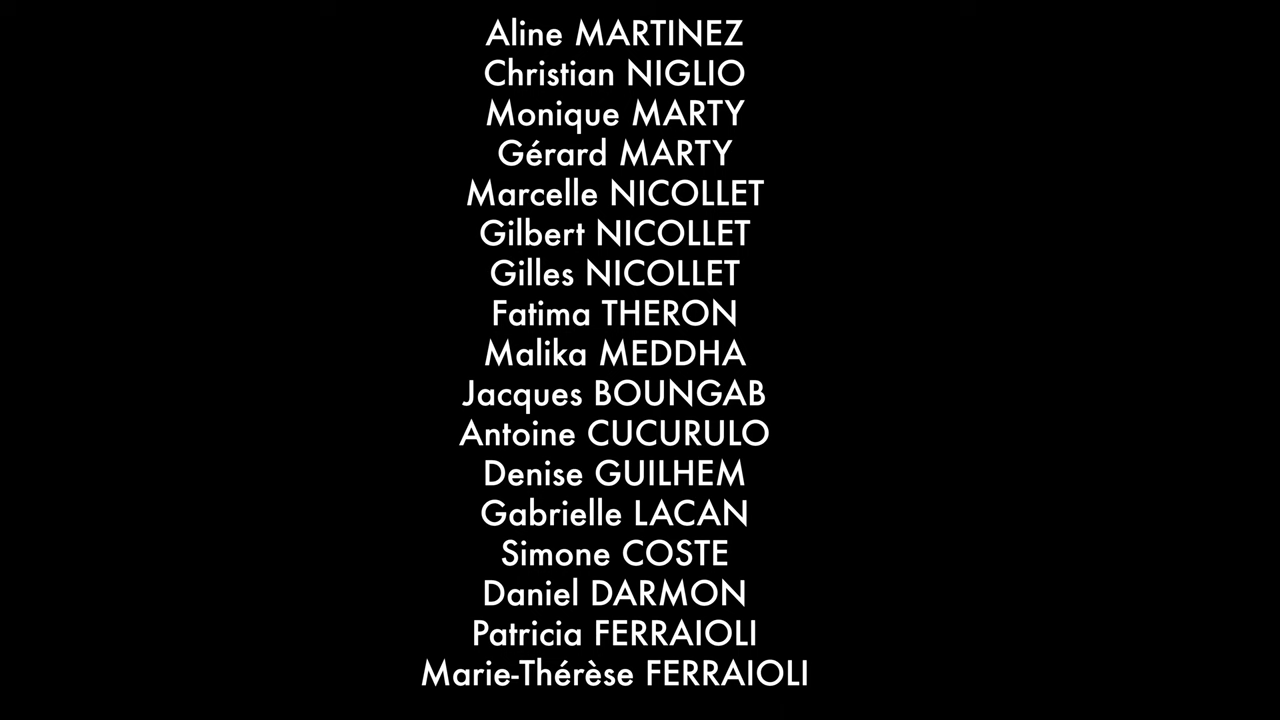 Aline MARTINEZ
Christian NIGLIO
Monique MARTY
Gérard MARTY
Marcelle NICOLLET
Gilbert NICOLLET
Gilles NICOLLET
Fatima THERON
Malika MEDDHA
Jacques BOUNGAB
Antoine CUCURULO
Denise GUILHEM
Gabrielle LACAN
Simone COSTE
Daniel DARMON
Patricia FERRAIOLI
Marie-Thérèse FERRAIOLI